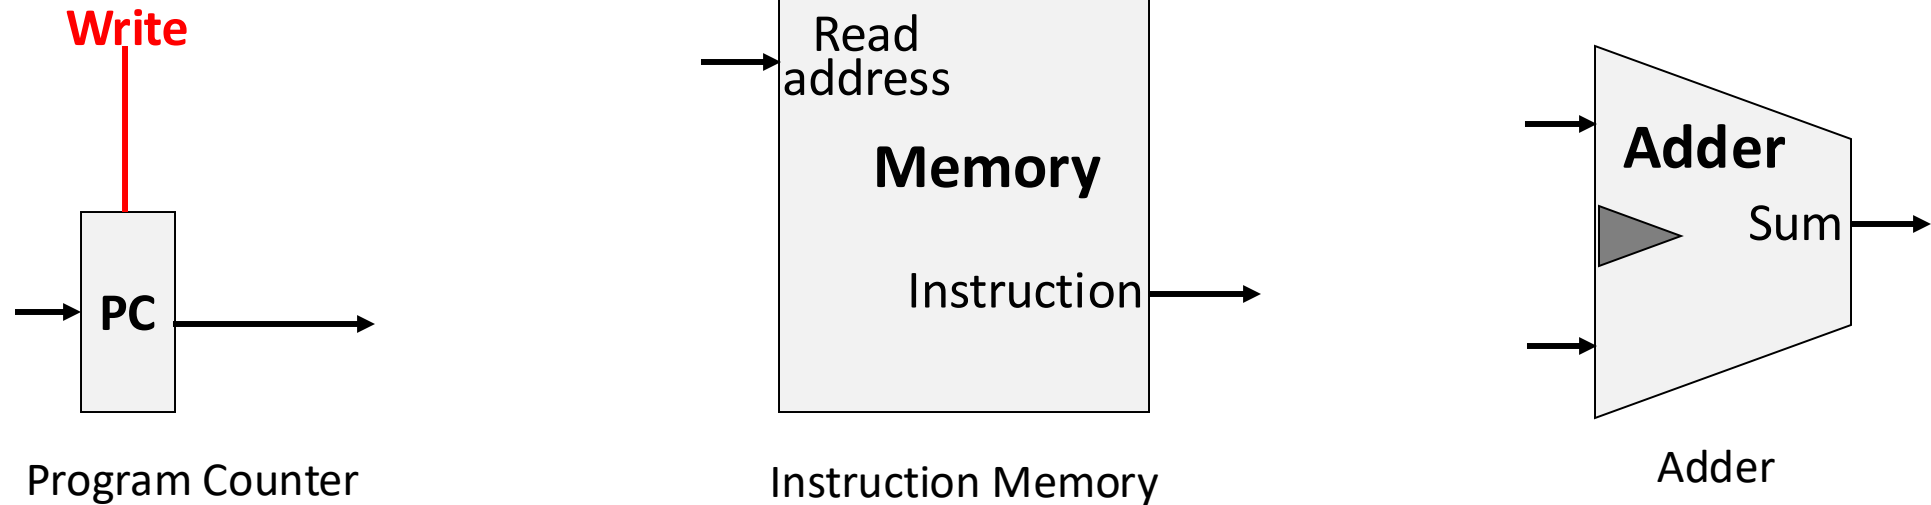 Write
PC
Program Counter
Read
address
Memory
Instruction
Instruction Memory
Adder
Sum
Adder